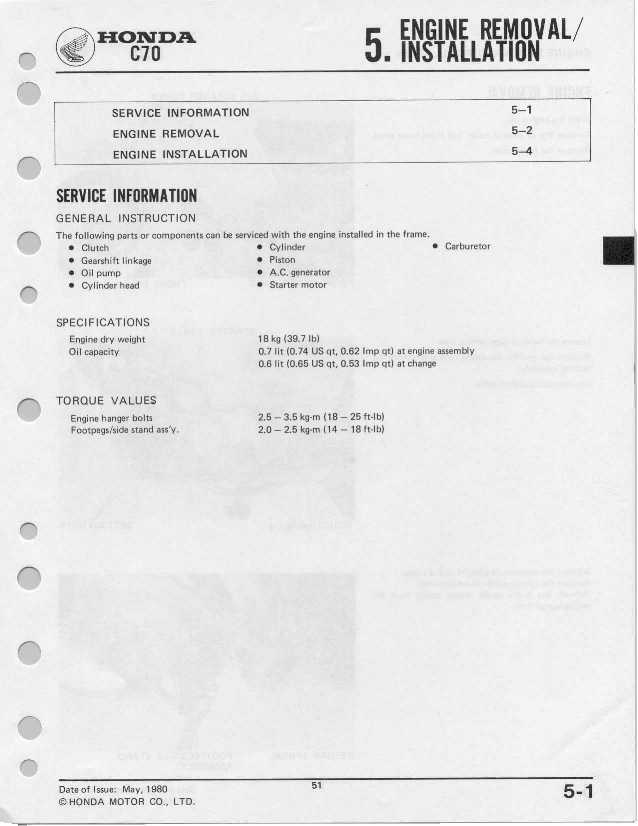 HONDA
C70
5. ENGINE REMOVAL/
INSTALLATION
SERVICE INFORMATION 5–1
ENGINE REMOVAL 5–2
ENGINE INSTALLATION 5–4
SERVICE INFORMATION
GENERAL INSTRUCTION
The following parts or components can be serviced with the engine installed in the frame.
• Clutch • Cylinder • Carburetor
• Gearshift linkage • Piston
• Oil pump • A.C. generator
• Cylinder head • Starter motor
SPECIFICATIONS
Engine dry weight 18 kg (39.7 lb)
Oil capacity 0.7 lit (0.74 US qt, 0.62 Imp qt) at engine assembly
0.6 lit (0.65 US qt, 0.53 Imp qt) at change
TORQUE VALUES
Engine hanger bolts 2.5 – 3.5 kg-m (18 – 25 ft-lb)
Footpegs/side stand ass'y. 2.0 – 2.5 kg-m (14 – 18 ft-lb)
Date of Issue: May, 1980 51 5-1
© HONDA MOTOR CO., LTD.